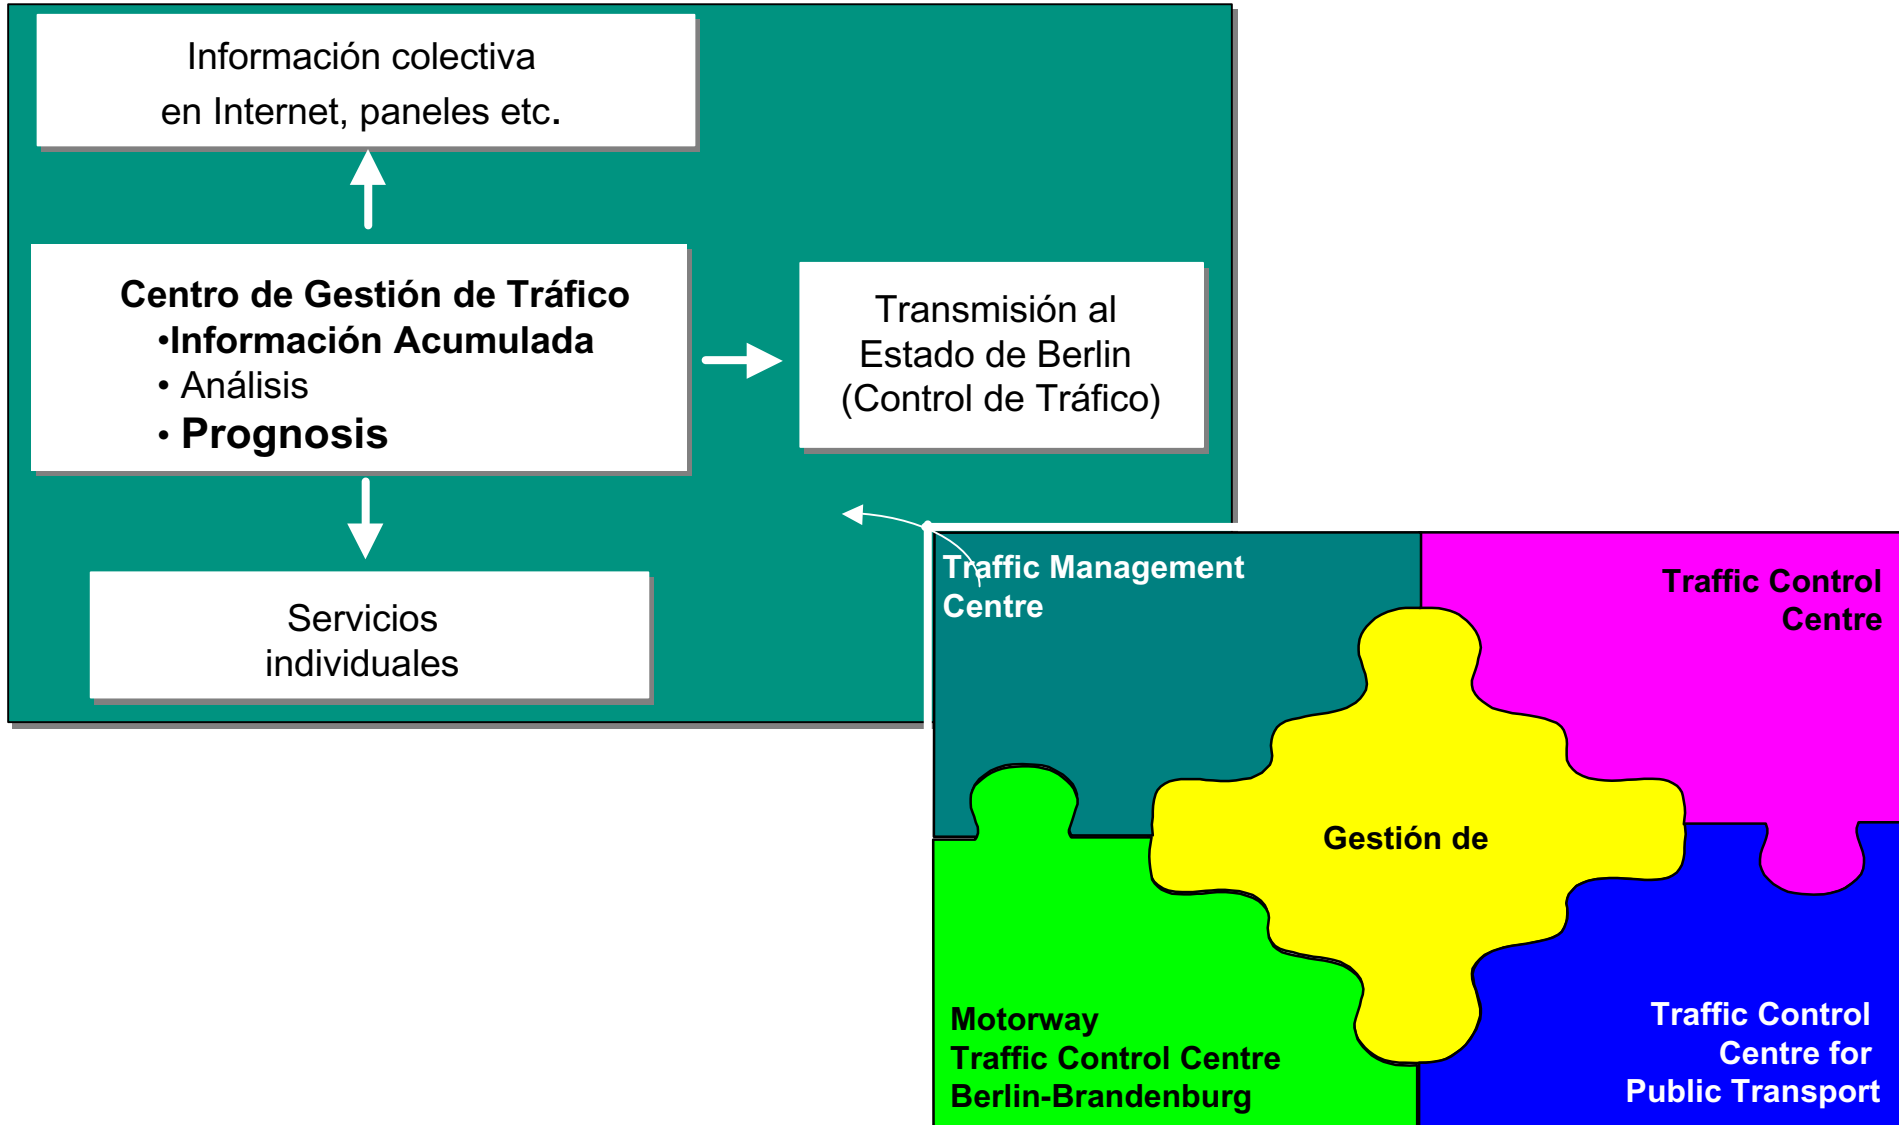 Información colectiva
en Internet, paneles etc.
Centro de Gestión de Tráfico
•Información Acumulada
• Análisis
• Prognosis
Transmisión al
Estado de Berlin
(Control de Tráfico)
Servicios
individuales
Traffic Management
Centre
Traffic Control
Centre
Gestión de
Motorway
Traffic Control Centre
Berlin-Brandenburg
Traffic Control
Centre for
Public Transport